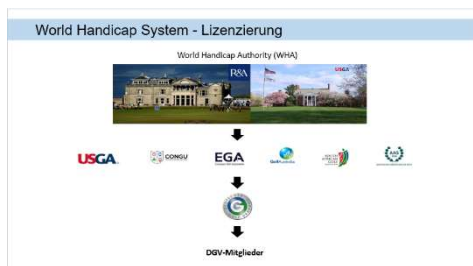 World Handicap System - Lizenzierung
World Handicap Authority (WHA)
R&A
USGA
USGA
CONGU
EGA
DGV-Mitglieder